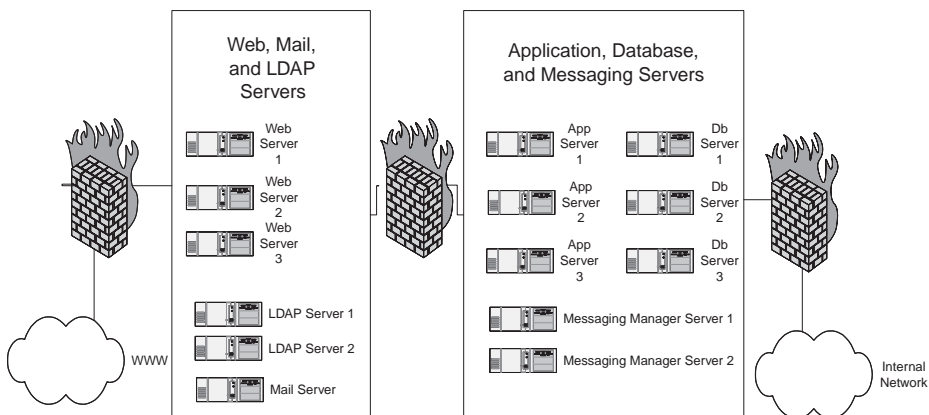 Web, Mail,
and LDAP
Servers
Web
Server
1
Web
Server
2
Web
Server
3
LDAP Server 1
LDAP Server 2
Mail Server
WWW
Application, Database,
and Messaging Servers
App
Server
1
Db
Server
1
App
Server
2
Db
Server
2
App
Server
3
Db
Server
3
Messaging Manager Server 1
Messaging Manager Server 2
Internal
Network